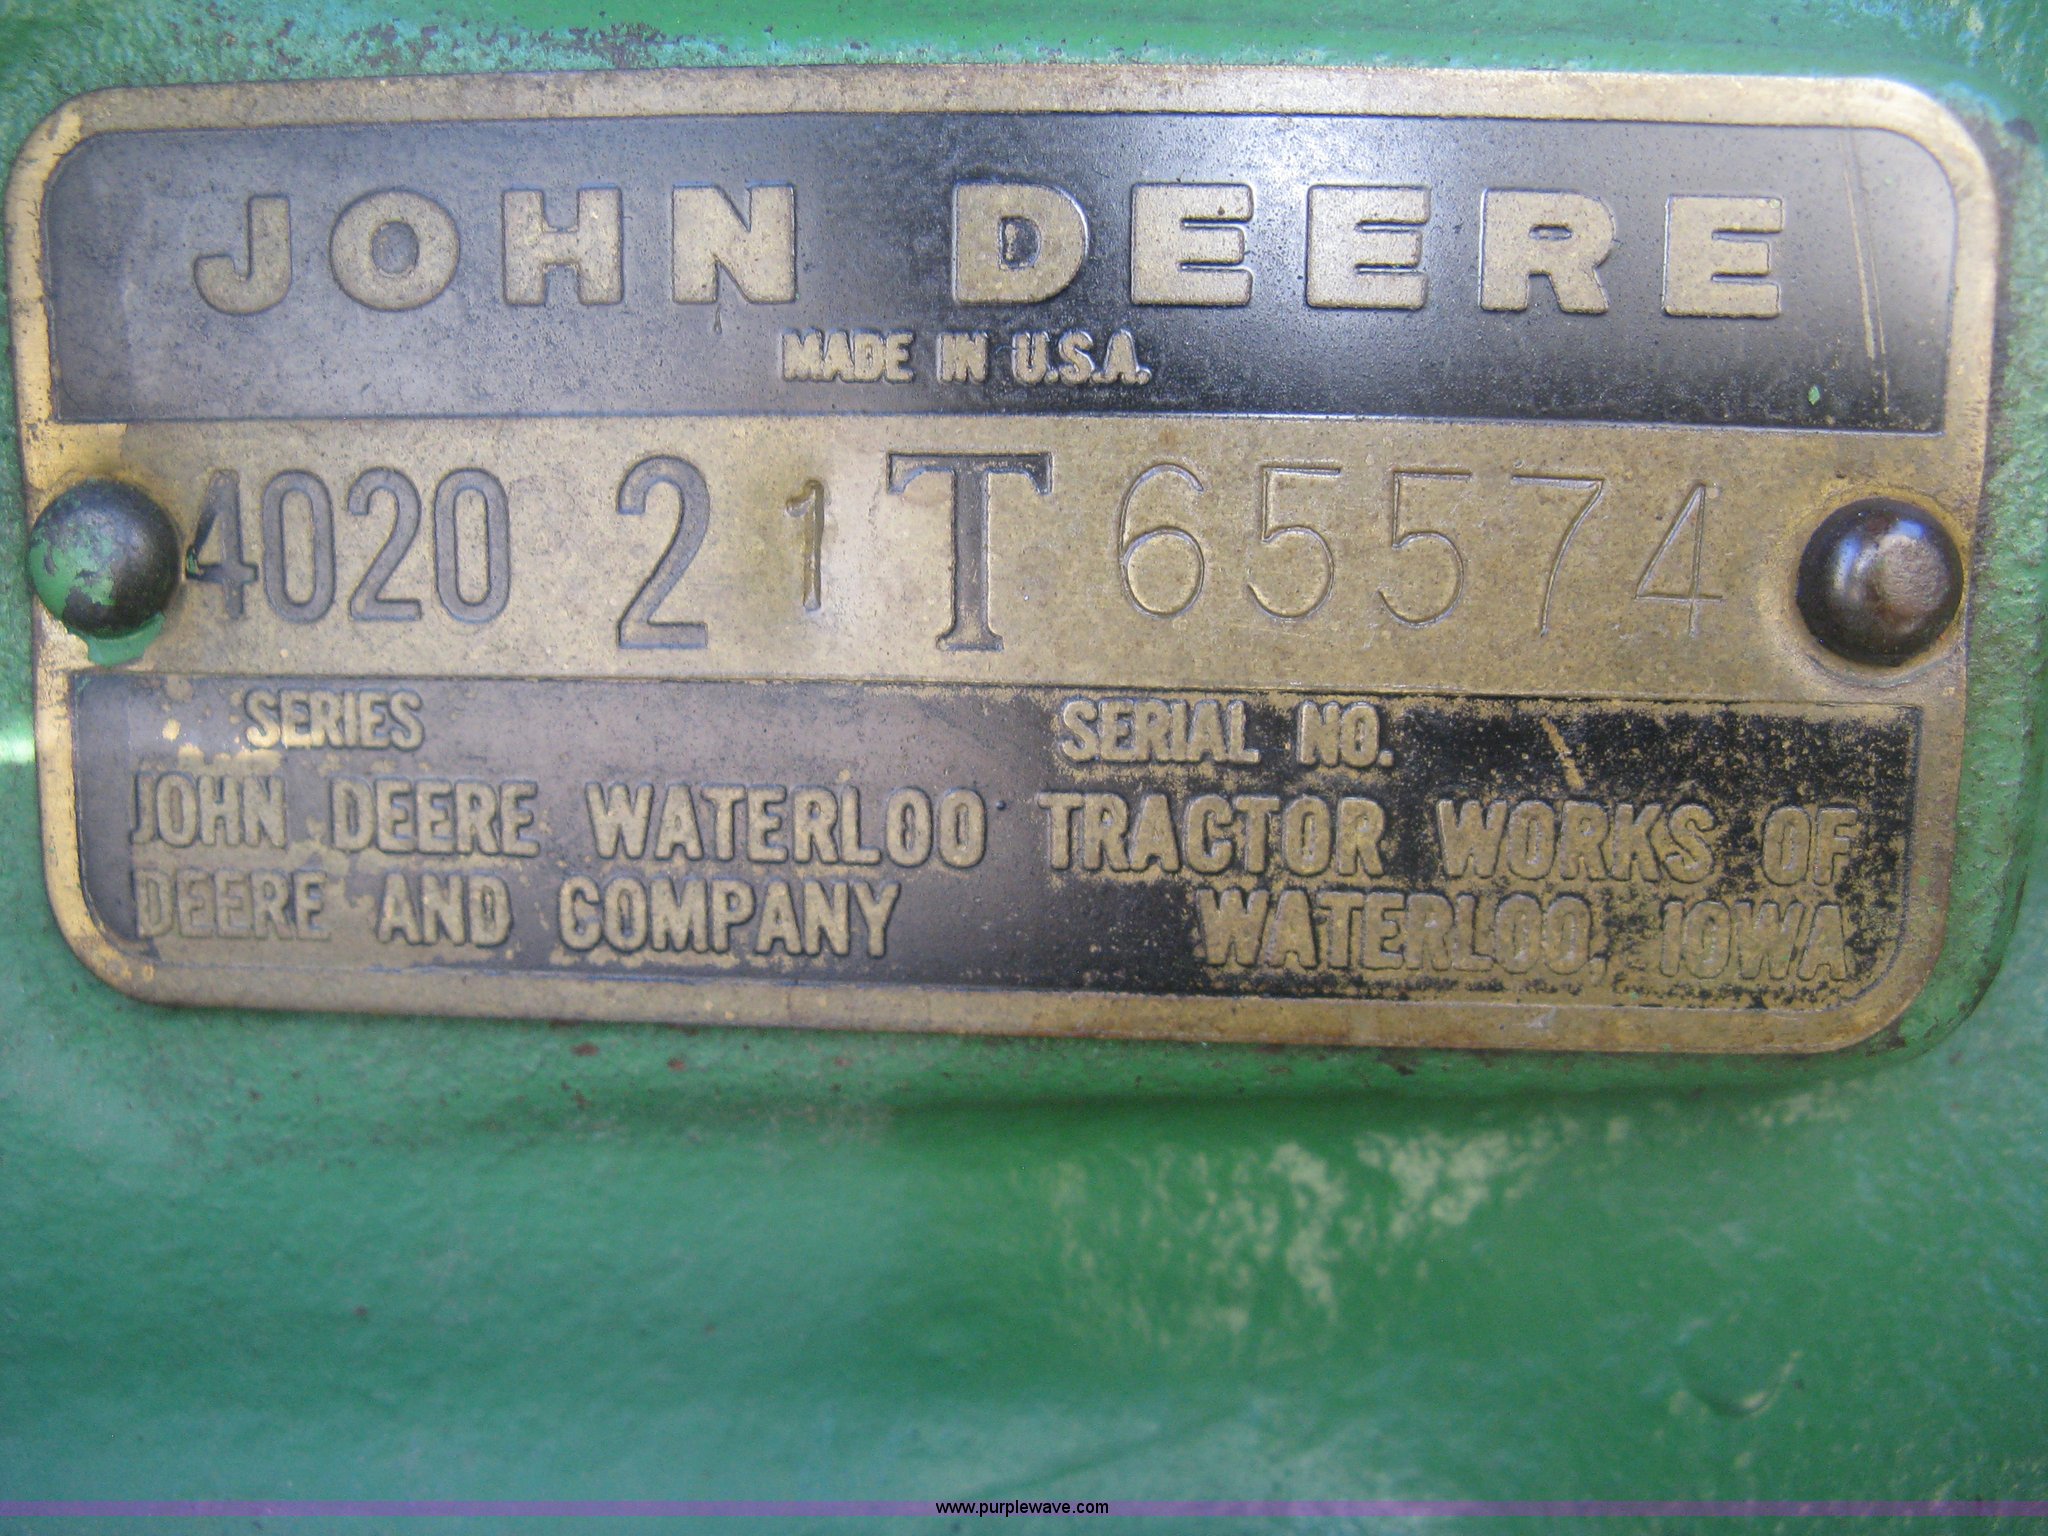 JOHN DEERE
MADE IN U.S.A.
4020 2 1 T 65574
SERIES SERIAL NO.
JOHN DEERE WATERLOO TRACTOR WORKS OF
DEERE AND COMPANY WATERLOO, IOWA
www.purplewave.com